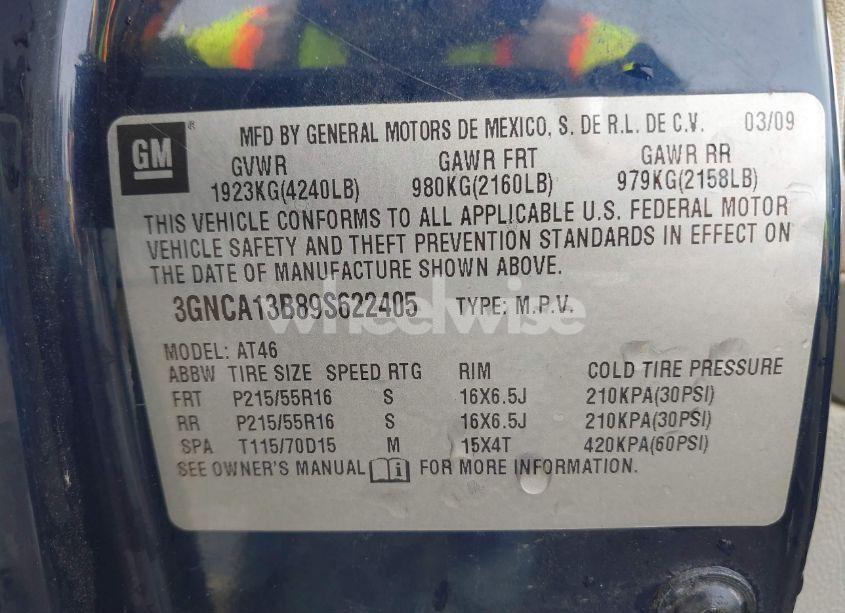 GM ® MFD BY GENERAL MOTORS DE MEXICO, S. DE R.L. DE C.V. 03/09
GVWR GAWR FRT GAWR RR
1923KG(4240LB) 980KG(2160LB) 979KG(2158LB)
THIS VEHICLE CONFORMS TO ALL APPLICABLE U.S. FEDERAL MOTOR
VEHICLE SAFETY AND THEFT PREVENTION STANDARDS IN EFFECT ON
THE DATE OF MANUFACTURE SHOWN ABOVE.
3GNCA13B89S622405 TYPE: M.P.V.
wheelwise
MODEL: AT46
ABBW TIRE SIZE SPEED RTG RIM COLD TIRE PRESSURE
FRT P215/55R16 S 16X6.5J 210KPA(30PSI)
RR P215/55R16 S 16X6.5J 210KPA(30PSI)
SPA T115/70D15 M 15X4T 420KPA(60PSI)
SEE OWNER'S MANUAL i FOR MORE INFORMATION.